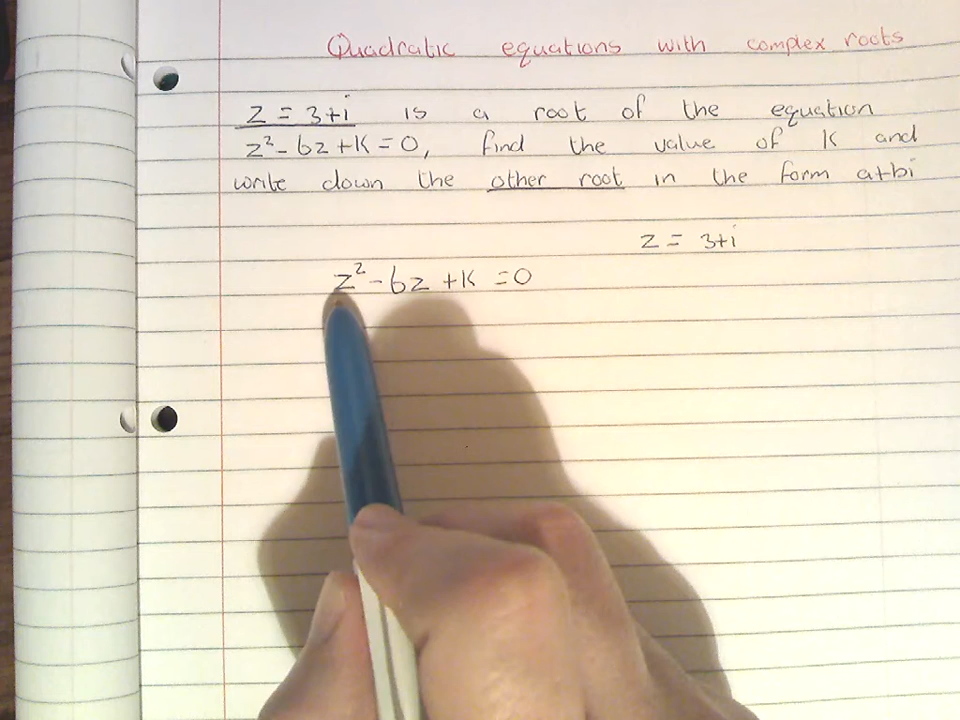 Quadratic equations with complex roots
z = 3+i is a root of the equation
z² - 6z + K = 0, find the value of K and
write down the other root in the form a+bi
z = 3+i
z² - 6z + K = 0